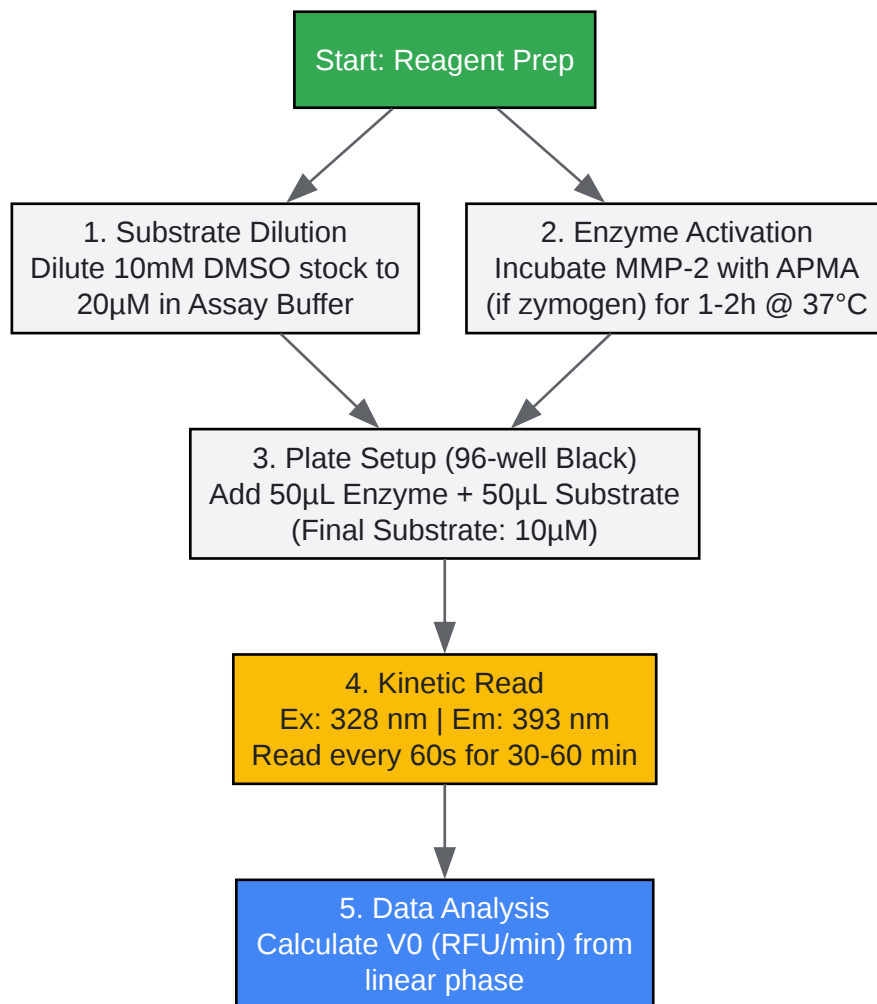 Start: Reagent Prep
1. Substrate Dilution
Dilute 10mM DMSO stock to
20µM in Assay Buffer
2. Enzyme Activation
Incubate MMP-2 with APMA
(if zymogen) for 1-2h @ 37°C
3. Plate Setup (96-well Black)
Add 50µL Enzyme + 50µL Substrate
(Final Substrate: 10µM)
4. Kinetic Read
Ex: 328 nm | Em: 393 nm
Read every 60s for 30-60 min
5. Data Analysis
Calculate V0 (RFU/min) from
linear phase